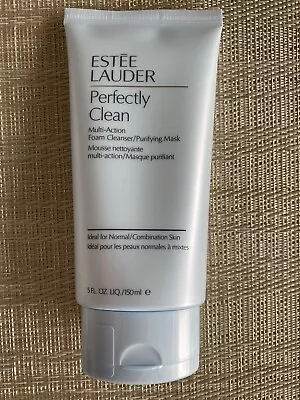 ESTĒE
LAUDER
Perfectly
Clean
Multi-Action
Foam Cleanser/Purifying Mask
Mousse nettoyante
multi-action/Masque purifiant
Ideal for Normal/Combination Skin
Idéal pour les peaux normales à mixtes
5 FL. OZ. LIQ./150 ml ℮